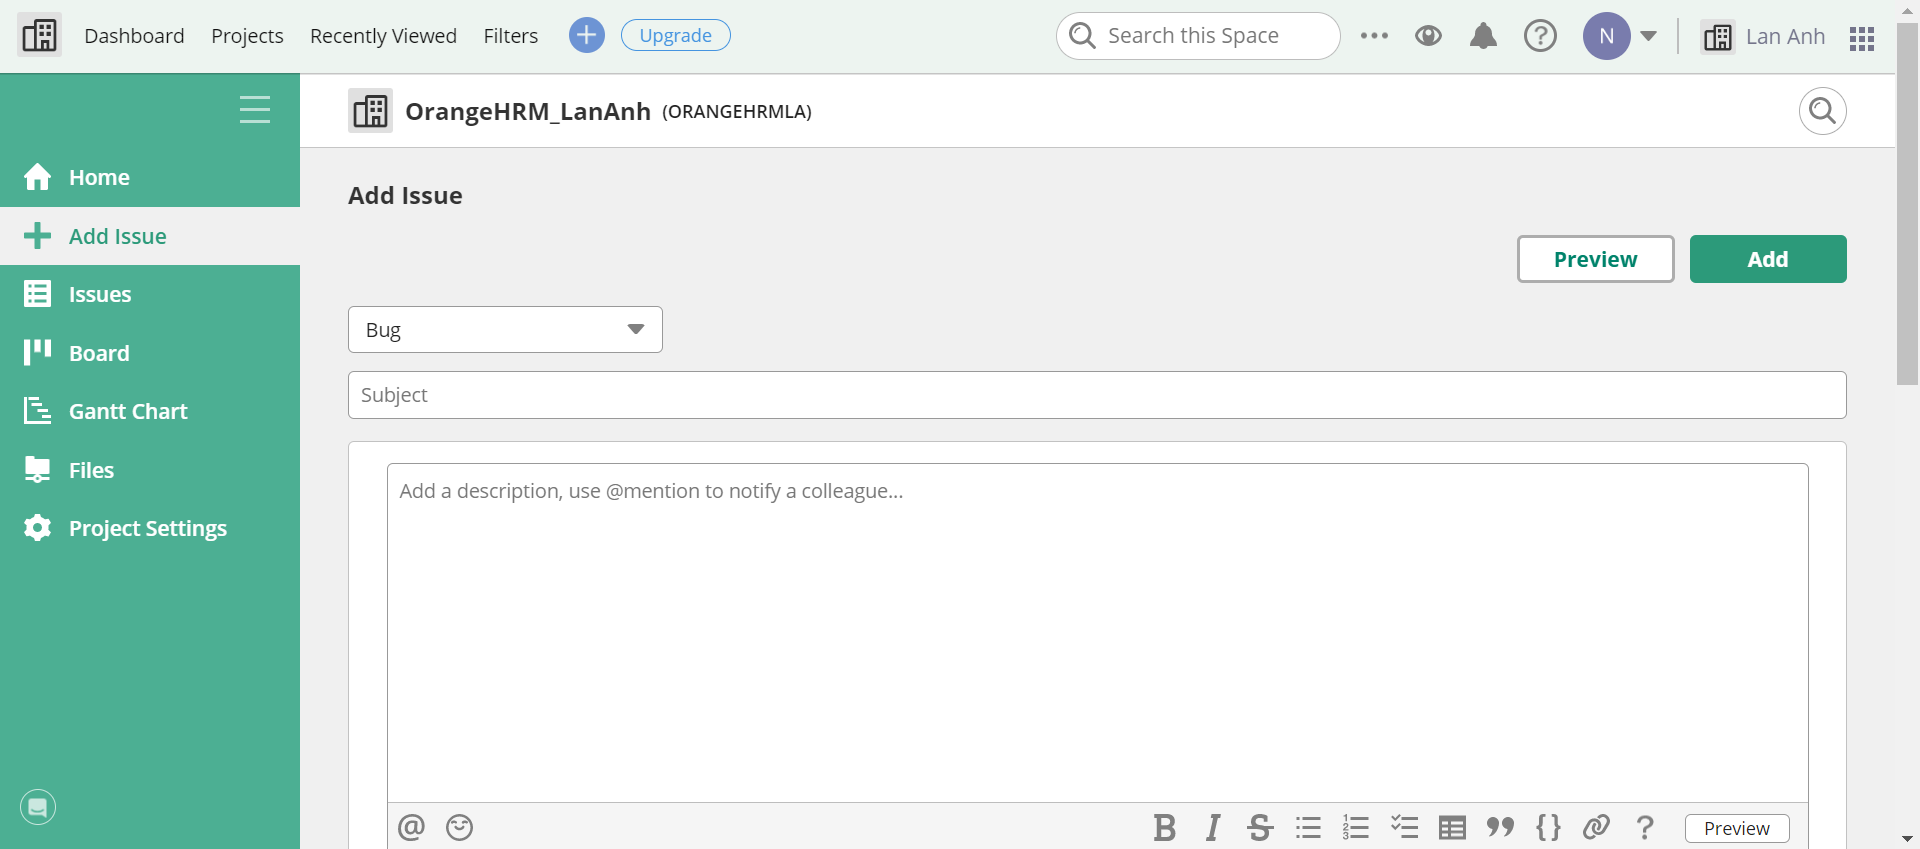 Dashboard Projects Recently Viewed Filters Upgrade Search this Space N Lan Anh
OrangeHRM_LanAnh (ORANGEHRMLA)
Home
Add Issue
Issues
Board
Gantt Chart
Files
Project Settings
Add Issue
Preview Add
Bug
Subject
Add a description, use @mention to notify a colleague...
Preview